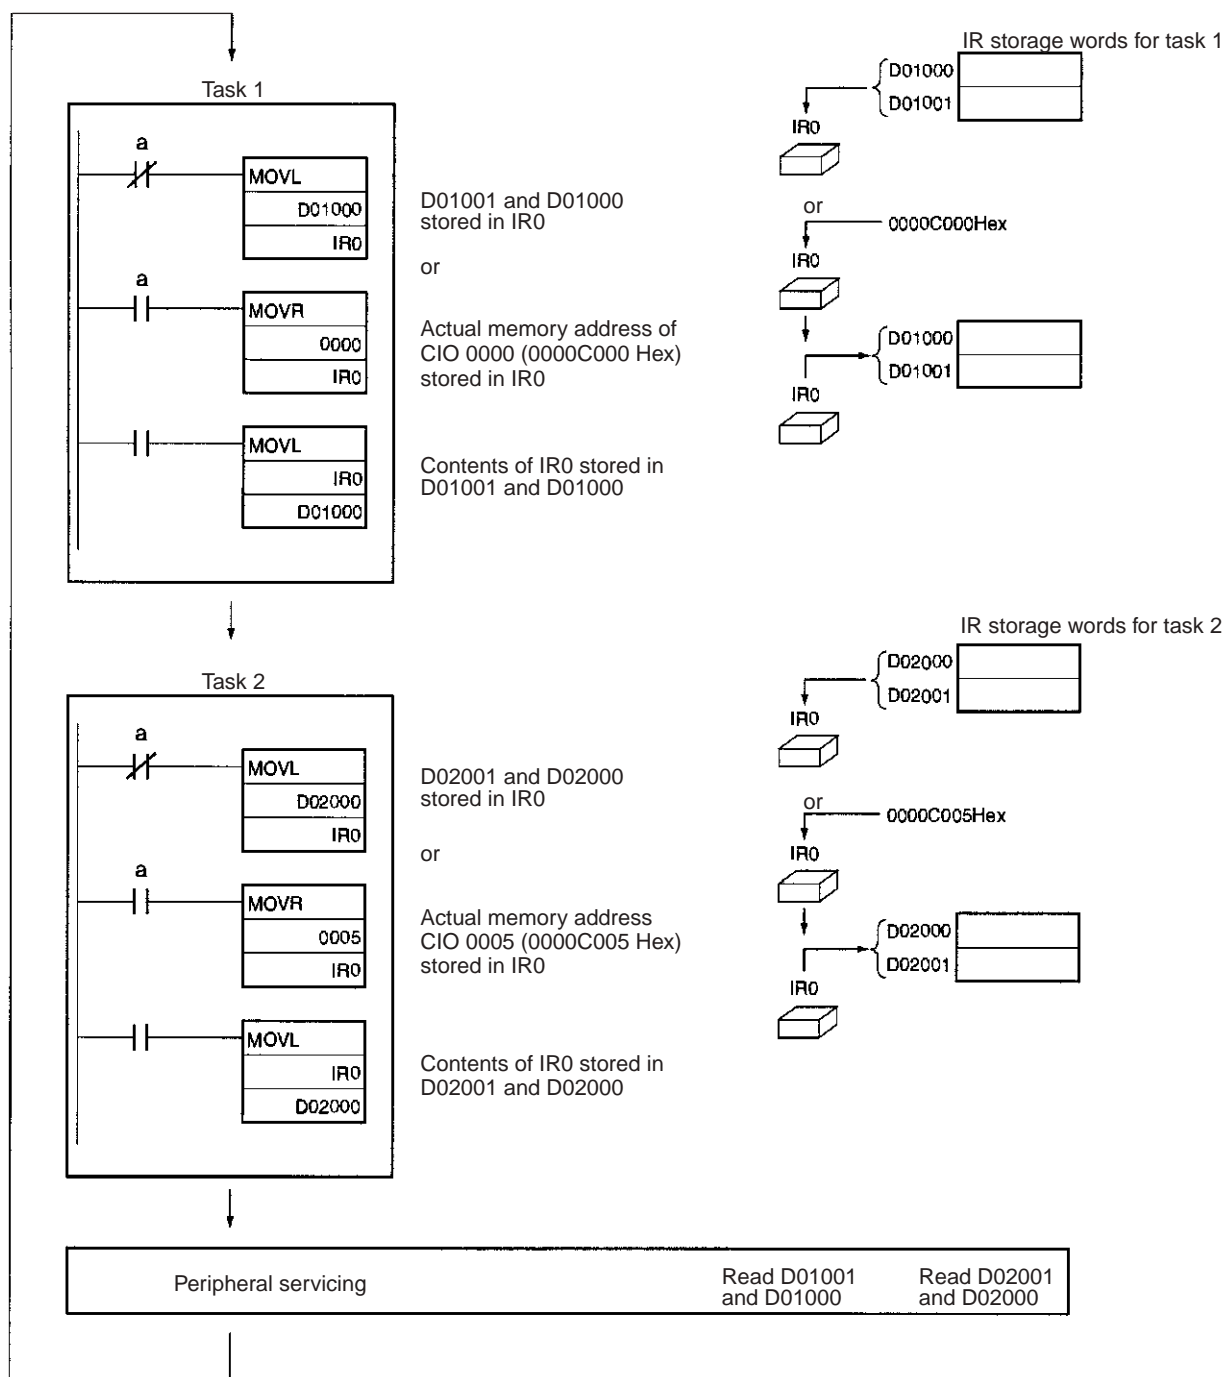 IR storage words for task 1
Task 1
D01000
D01001
IR0
a
MOVL
D01000
IR0
D01001 and D01000
stored in IR0
or
0000C000Hex
IR0
or
a
MOVR
0000
IR0
Actual memory address of
CIO 0000 (0000C000 Hex)
stored in IR0
D01000
D01001
IR0
MOVL
IR0
D01000
Contents of IR0 stored in
D01001 and D01000
IR storage words for task 2
Task 2
D02000
D02001
IR0
a
MOVL
D02000
IR0
D02001 and D02000
stored in IR0
or
0000C005Hex
IR0
or
a
MOVR
0005
IR0
Actual memory address
CIO 0005 (0000C005 Hex)
stored in IR0
D02000
D02001
IR0
MOVL
IR0
D02000
Contents of IR0 stored in
D02001 and D02000
Peripheral servicing
Read D01001
and D01000
Read D02001
and D02000